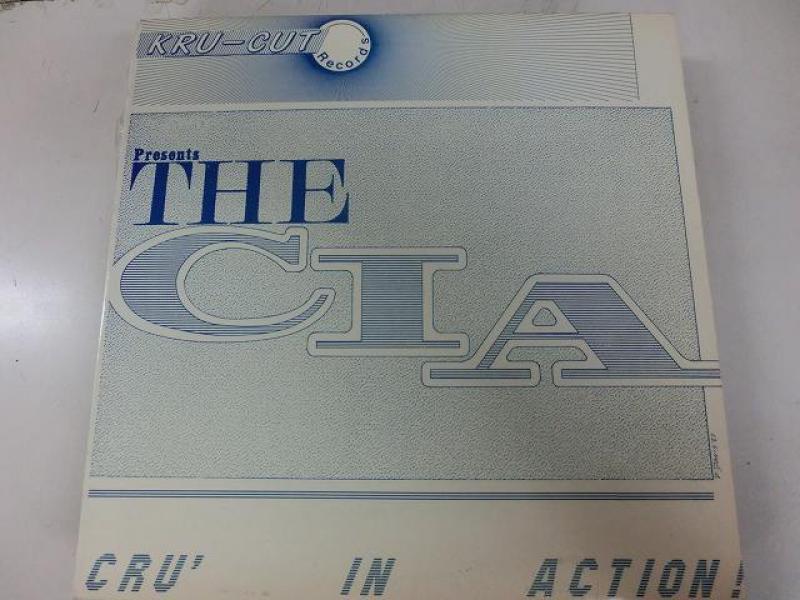 KRU-CUT
Records
Presents
THE
CIA
CRU' IN ACTION!